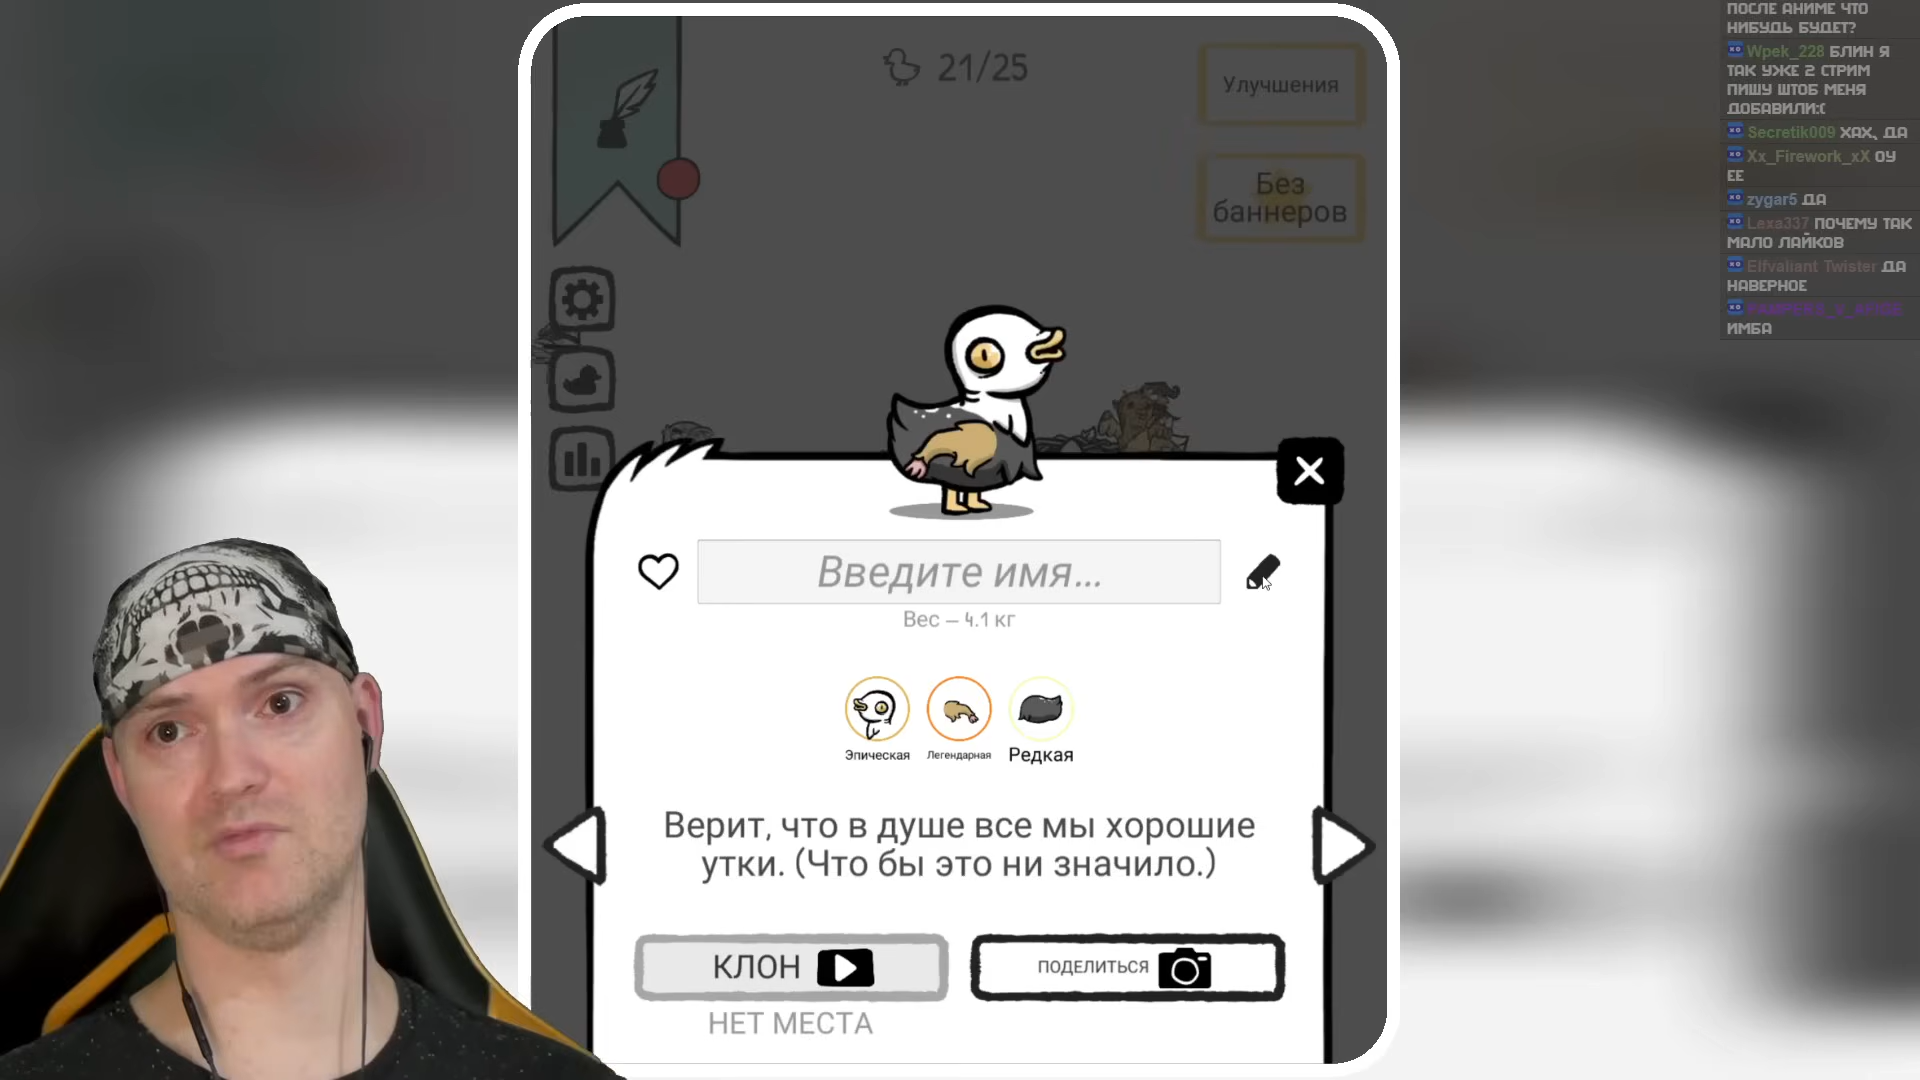 21/25
Улучшения
Без
баннеров
Введите имя...
Вес – 4.1 кг
Эпическая
Легендарная
Редкая
Верит, что в душе все мы хорошие
утки. (Что бы это ни значило.)
КЛОН
ПОДЕЛИТЬСЯ
НЕТ МЕСТА
ПОСЛЕ АНИМЕ ЧТО
НИБУДЬ БУДЕТ?
Wpek_228 БЛИН Я
ТАК УЖЕ 2 СТРИМ
ПИШУ ШТОБ МЕНЯ
ДОБАВИЛИ:(
Secretik009 ХАХ, ДА
Xx_Firework_xX ОУ
ЕЕ
zygar5 ДА
Lexa337 ПОЧЕМУ ТАК
МАЛО ЛАЙКОВ
Elfvaliant Twister ДА
НАВЕРНОЕ
ИМБА